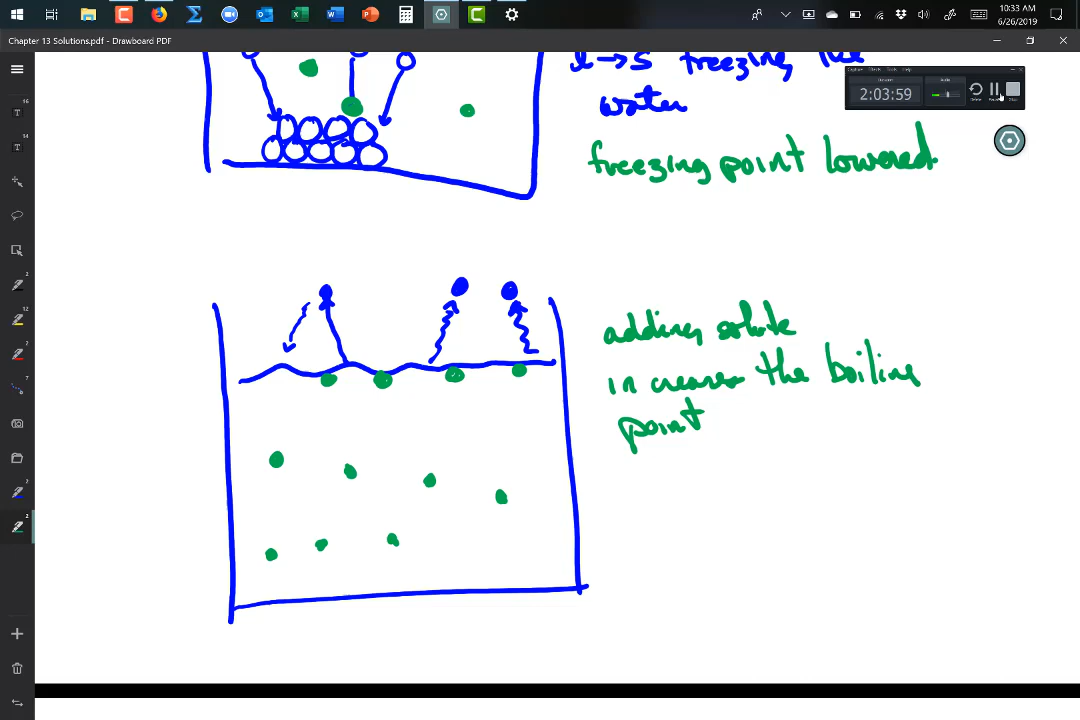 10:33 AM
6/26/2019
Chapter 13 Solutions.pdf - Drawboard PDF
l → s freezing
water
2:03:59
freezing point lowered
adding solute
increases the boiling
point